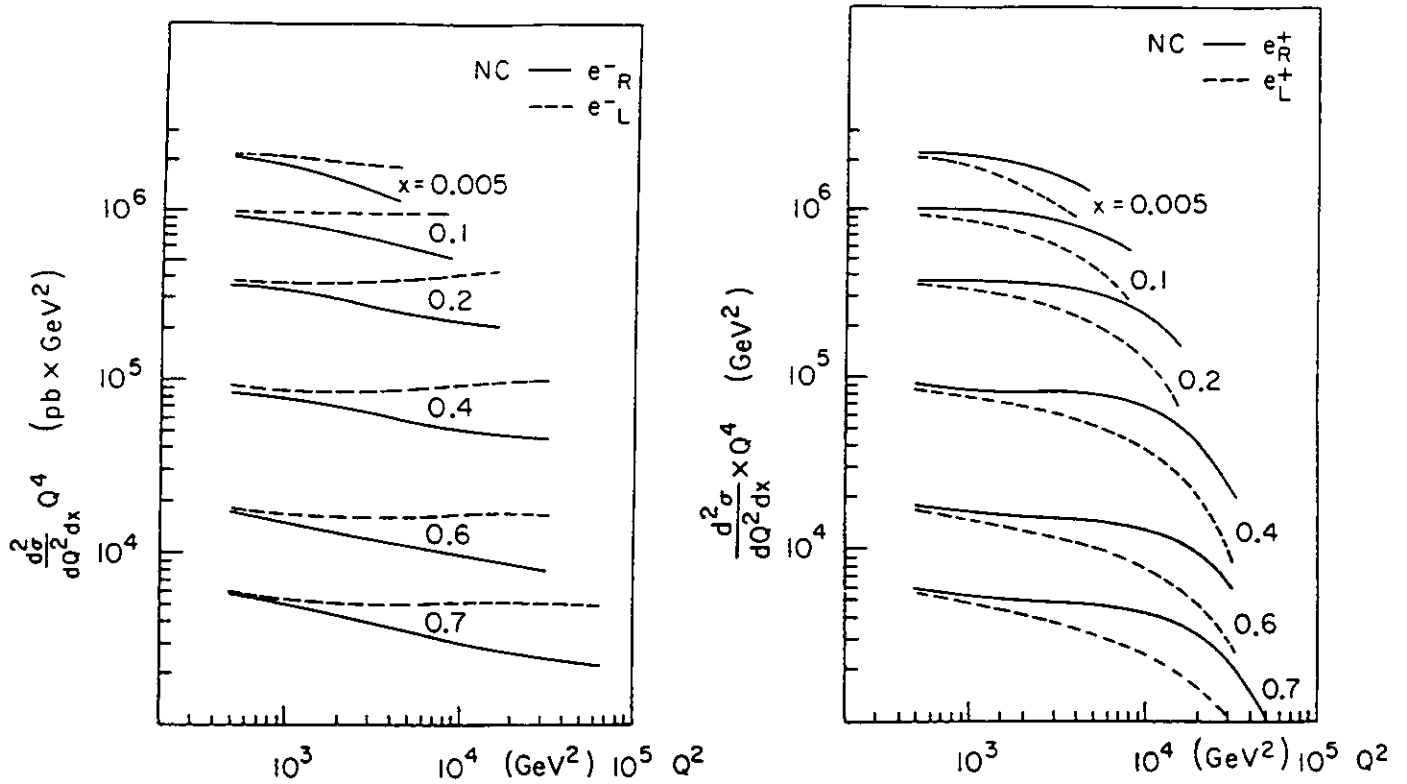 NC — e⁻R
--- e⁻L
x = 0.005
0.1
0.2
0.4
0.6
0.7
10⁶
10⁵
10⁴
d²σ/dQ²dx Q⁴ (pb × GeV²)
10³ 10⁴ (GeV²) 10⁵ Q²
NC — e⁺R
--- e⁺L
x = 0.005
0.1
0.2
0.4
0.6
0.7
10⁶
10⁵
10⁴
d²σ/dQ²dx × Q⁴ (GeV²)
10³ 10⁴ (GeV²) 10⁵ Q²